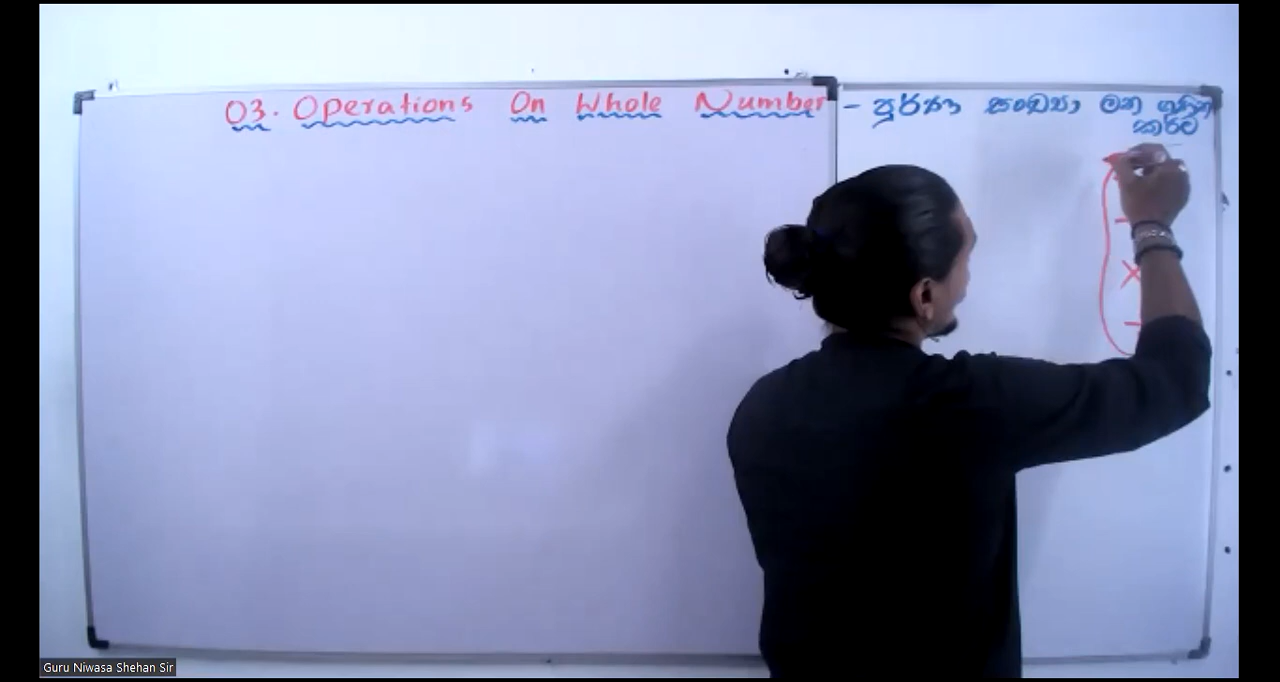 03. Operations On Whole Number - පූර්ණ සංඛ්‍යා මත ගණිත
කර්ම
-
×
Guru Niwasa Shehan Sir